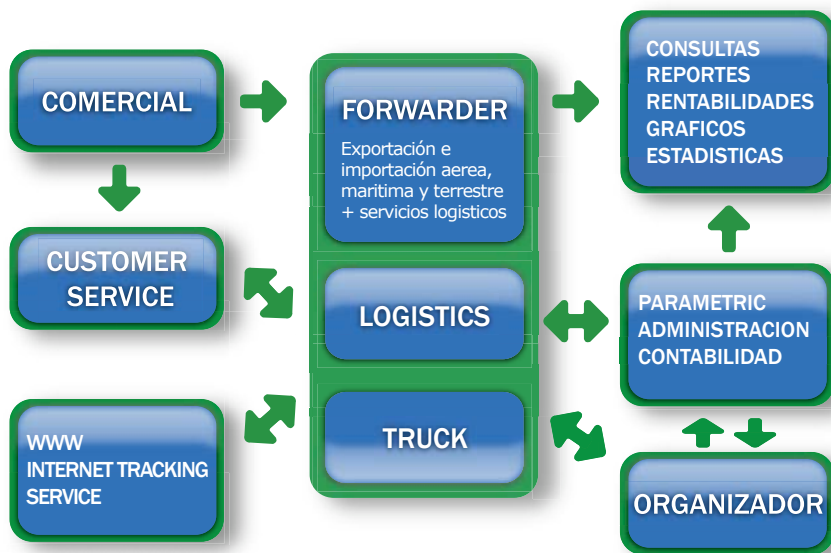 COMERCIAL
FORWARDER
Exportación e
importación aerea,
maritima y terrestre
+ servicios logisticos
CONSULTAS
REPORTES
RENTABILIDADES
GRAFICOS
ESTADISTICAS
CUSTOMER
SERVICE
LOGISTICS
PARAMETRIC
ADMINISTRACION
CONTABILIDAD
WWW
INTERNET TRACKING
SERVICE
TRUCK
ORGANIZADOR